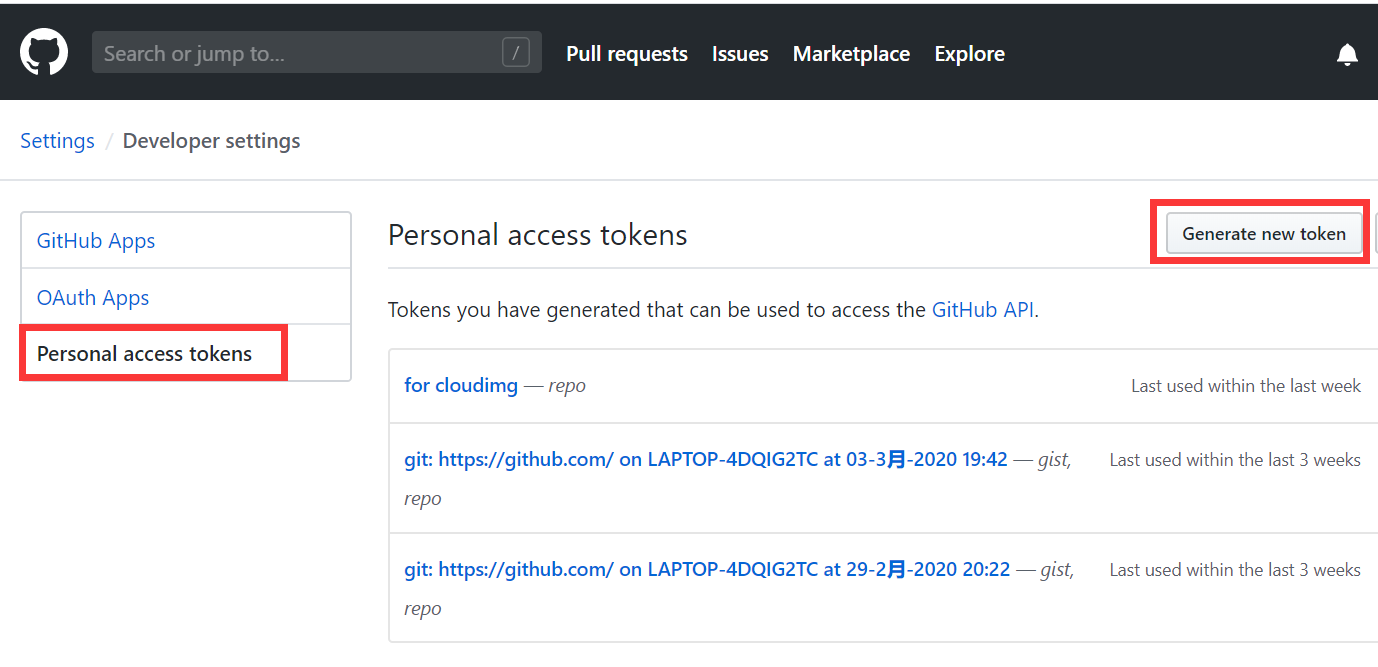 Search or jump to... /
Pull requests Issues Marketplace Explore
Settings / Developer settings
GitHub Apps
OAuth Apps
Personal access tokens
Personal access tokens
Generate new token
Tokens you have generated that can be used to access the GitHub API.
for cloudimg — repo
Last used within the last week
git: https://github.com/ on LAPTOP-4DQIG2TC at 03-3月-2020 19:42 — gist,
repo
Last used within the last 3 weeks
git: https://github.com/ on LAPTOP-4DQIG2TC at 29-2月-2020 20:22 — gist,
repo
Last used within the last 3 weeks